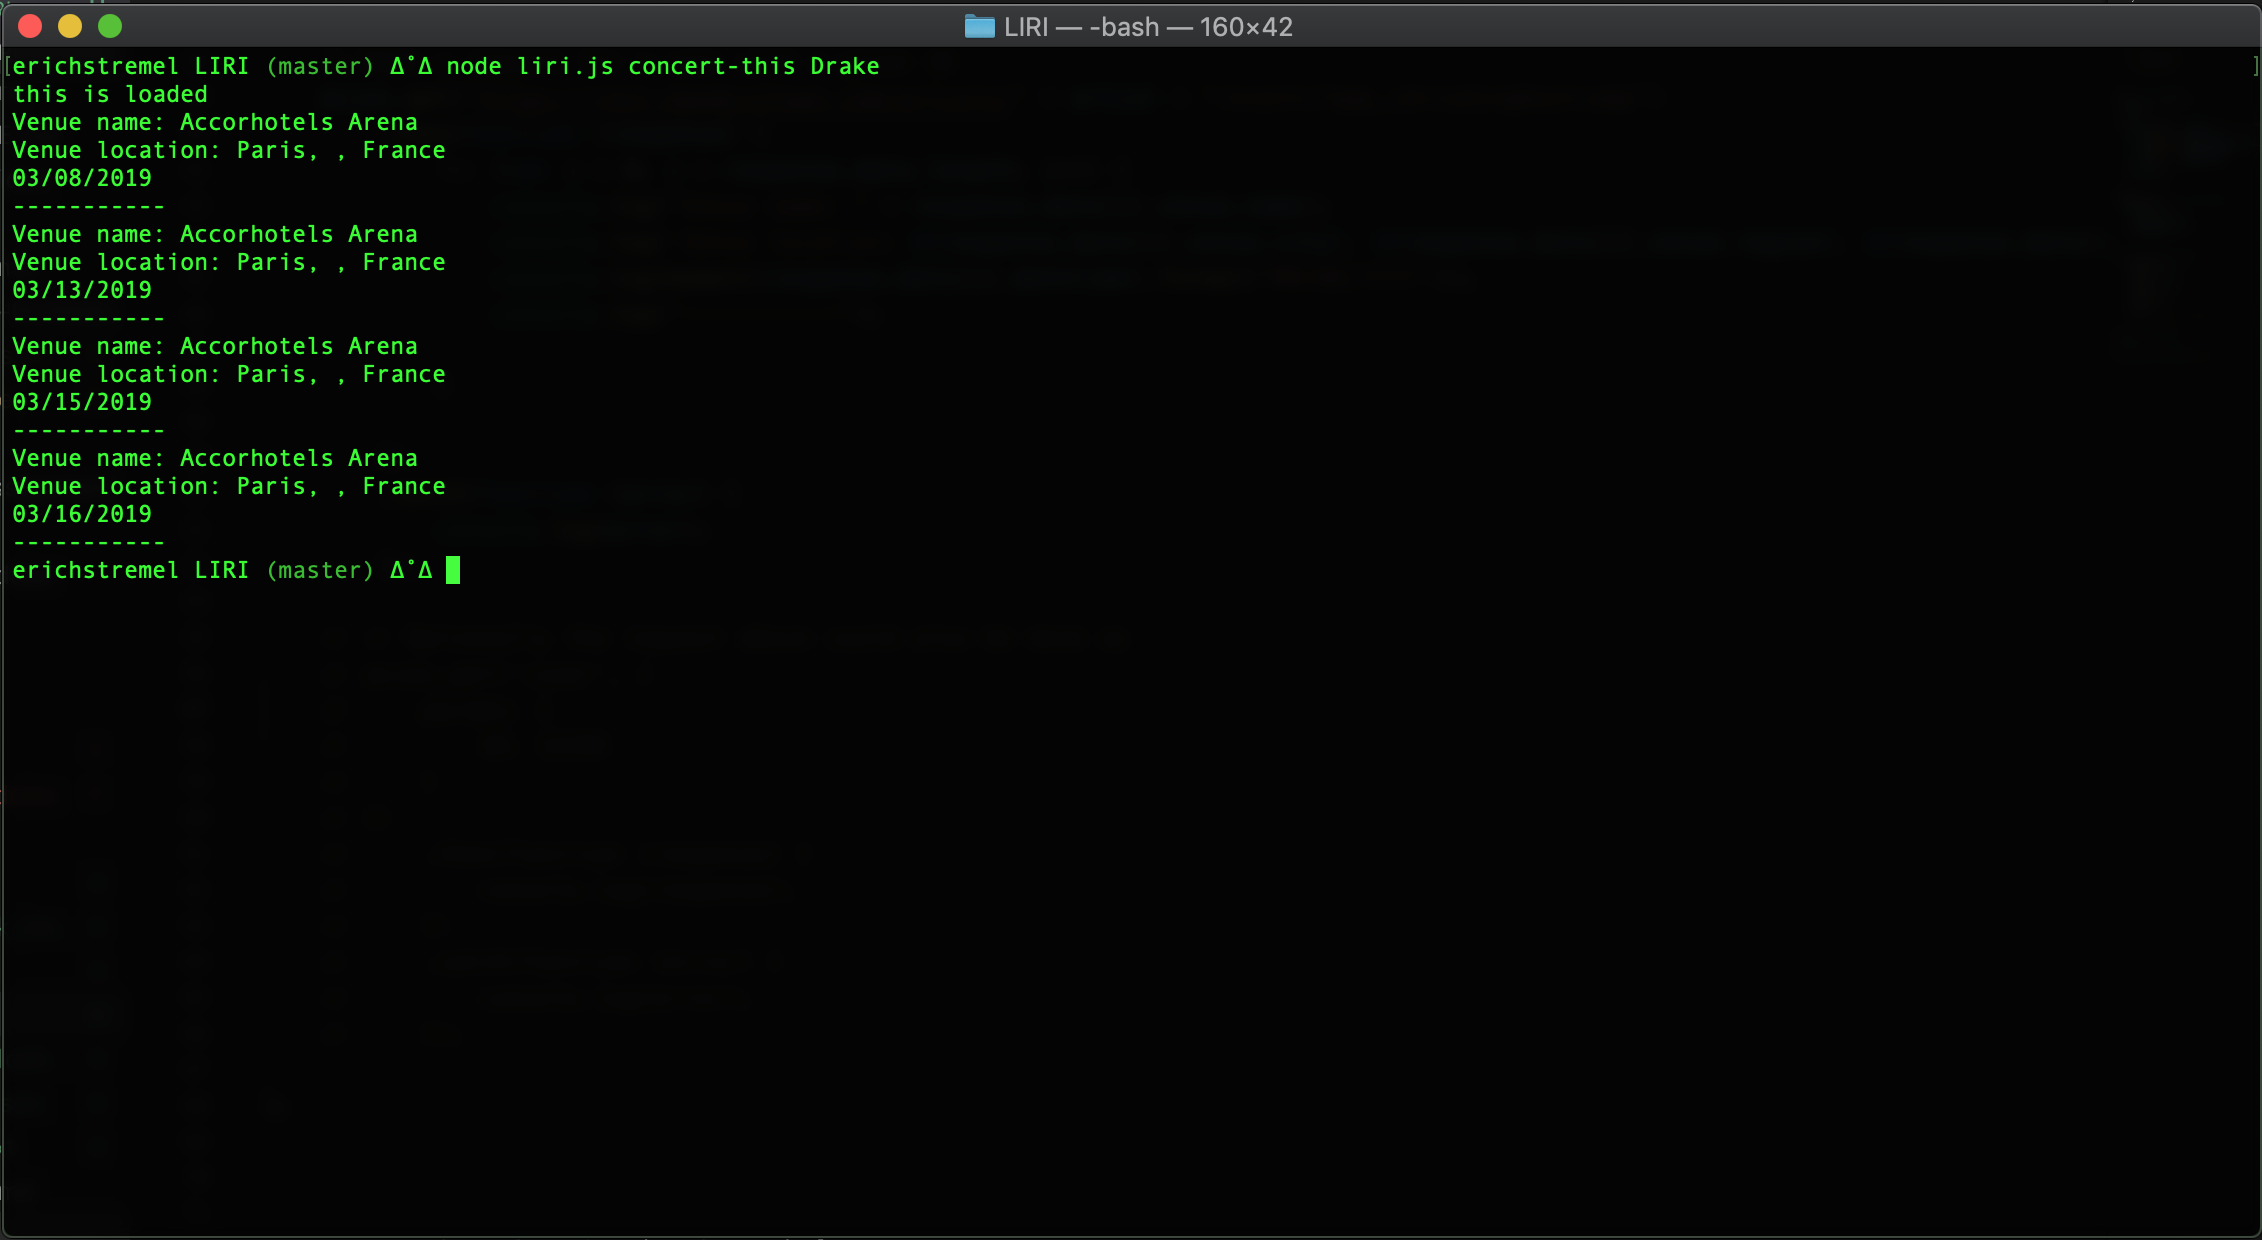 LIRI — -bash — 160×42
[erichstremel LIRI (master) Δ°Δ node liri.js concert-this Drake ]
this is loaded
Venue name: Accorhotels Arena
Venue location: Paris, , France
03/08/2019
-----------
Venue name: Accorhotels Arena
Venue location: Paris, , France
03/13/2019
-----------
Venue name: Accorhotels Arena
Venue location: Paris, , France
03/15/2019
-----------
Venue name: Accorhotels Arena
Venue location: Paris, , France
03/16/2019
-----------
erichstremel LIRI (master) Δ°Δ